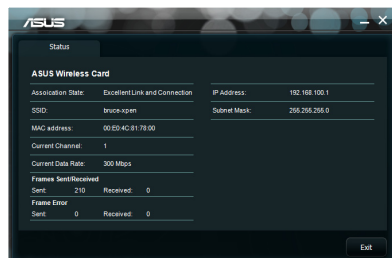 ASUS
Status
ASUS Wireless Card
Assoication State: Excellent Link and Connection
IP Address: 192.168.100.1
SSID: bruce-xpen
Subnet Mask: 255.255.255.0
MAC address: 00:E0:4C:81:78:00
Current Channel: 1
Current Data Rate: 300 Mbps
Frames Sent/Received
Sent: 210 Received: 0
Frame Error
Sent: 0 Received: 0
Exit